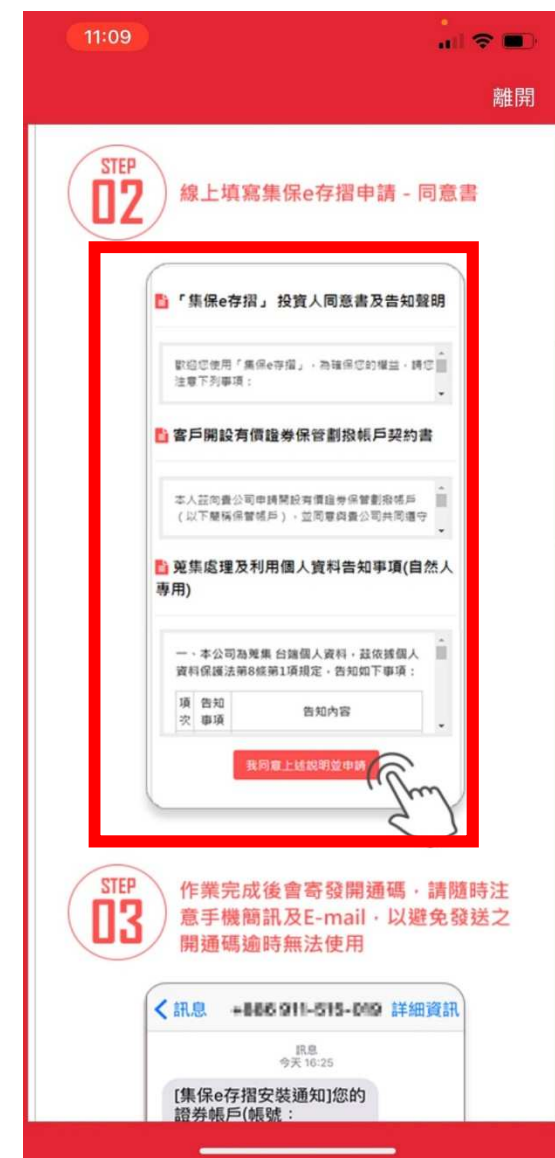 11:09
離開
STEP
02
線上填寫集保e存摺申請 - 同意書
「集保e存摺」 投資人同意書及告知聲明
歡迎您使用「集保e存摺」，為確保您的權益，請您
注意下列事項：
客戶開設有價證券保管劃撥帳戶契約書
本人茲向貴公司申請開設有價證券保管劃撥帳戶
（以下簡稱保管帳戶），並同意與貴公司共同遵守
蒐集處理及利用個人資料告知事項(自然人
專用)
一、本公司為蒐集 台端個人資料，茲依據個人
資料保護法第8條第1項規定，告知如下事項：
項 告知 告知內容
次 事項
我同意上述說明並申請
STEP
03
作業完成後會寄發開通碼，請隨時注
意手機簡訊及E-mail，以避免發送之
開通碼逾時無法使用
訊息 詳細資訊
訊息
今天 16:25
[集保e存摺安裝通知]您的
證券帳戶(帳號：